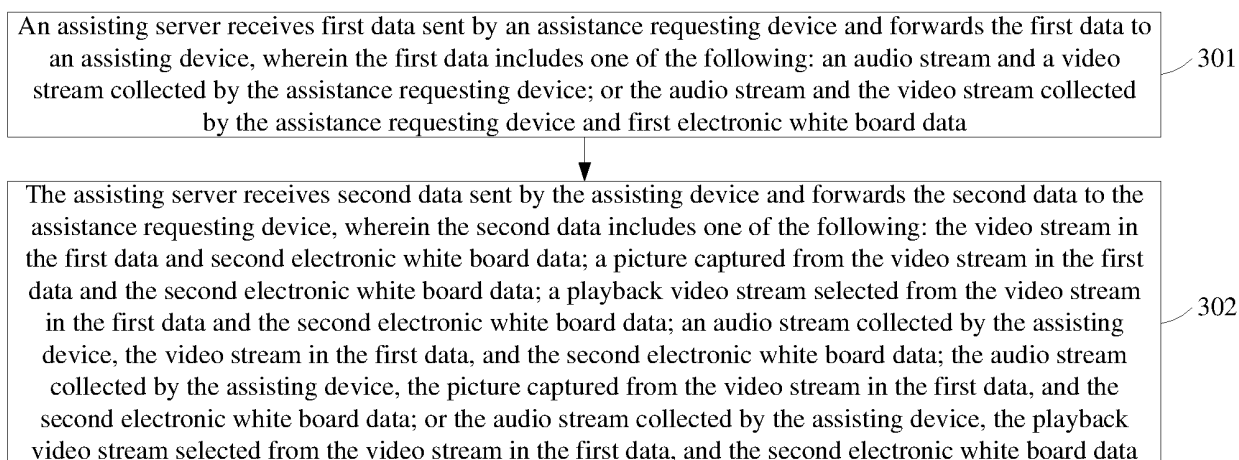 An assisting server receives first data sent by an assistance requesting device and forwards the first data to
an assisting device, wherein the first data includes one of the following: an audio stream and a video
stream collected by the assistance requesting device; or the audio stream and the video stream collected
by the assistance requesting device and first electronic white board data
301
The assisting server receives second data sent by the assisting device and forwards the second data to the
assistance requesting device, wherein the second data includes one of the following: the video stream in
the first data and second electronic white board data; a picture captured from the video stream in the first
data and the second electronic white board data; a playback video stream selected from the video stream
in the first data and the second electronic white board data; an audio stream collected by the assisting
device, the video stream in the first data, and the second electronic white board data; the audio stream
collected by the assisting device, the picture captured from the video stream in the first data, and the
second electronic white board data; or the audio stream collected by the assisting device, the playback
video stream selected from the video stream in the first data, and the second electronic white board data
302